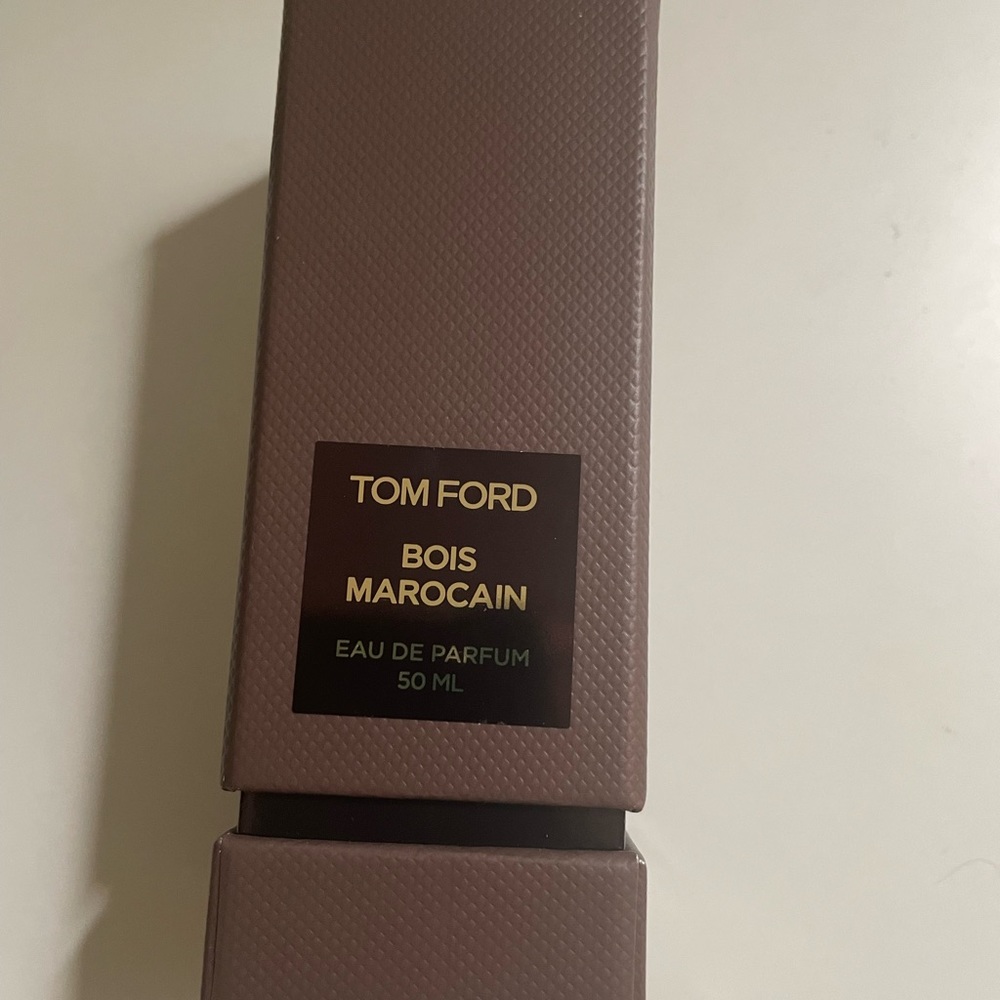 TOM FORD
BOIS
MAROCAIN
EAU DE PARFUM
50 ML